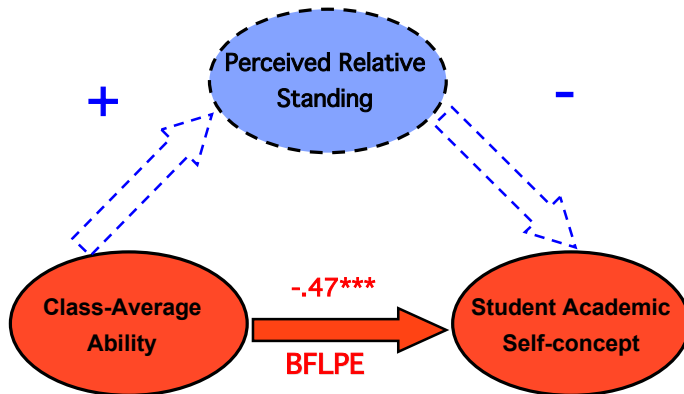 Perceived Relative
Standing
+
-
Class-Average
Ability
-.47***
BFLPE
Student Academic
Self-concept